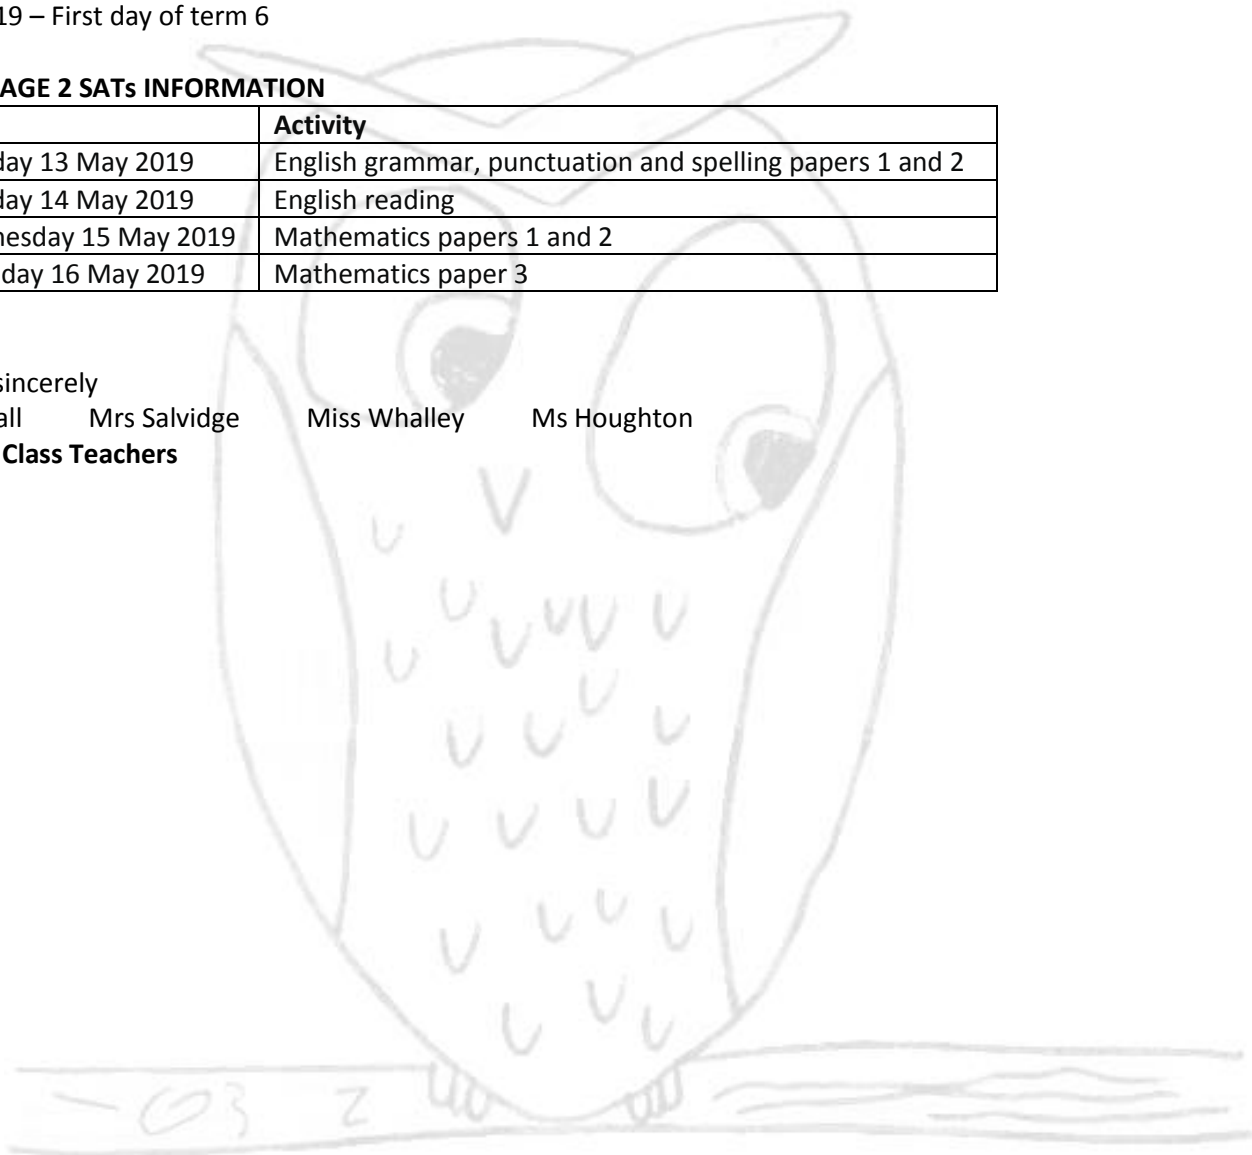 19 – First day of term 6
AGE 2 SATs INFORMATION
Activity
day 13 May 2019 English grammar, punctuation and spelling papers 1 and 2
day 14 May 2019 English reading
nesday 15 May 2019 Mathematics papers 1 and 2
day 16 May 2019 Mathematics paper 3
sincerely
all Mrs Salvidge Miss Whalley Ms Houghton
Class Teachers